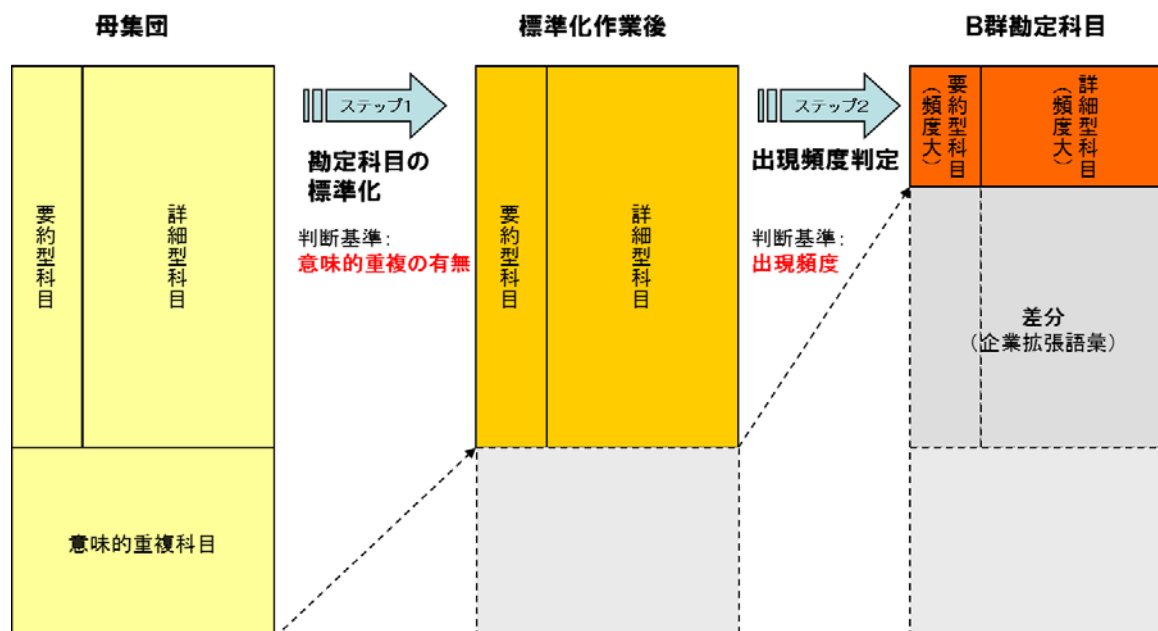 母集団
標準化作業後
B群勘定科目
要約型科目
詳細型科目
意味的重複科目
ステップ1
勘定科目の
標準化
判断基準：
意味的重複の有無
要約型科目
詳細型科目
ステップ2
出現頻度判定
判断基準：
出現頻度
要約型科目
（頻度大）
詳細型科目
（頻度大）
差分
（企業拡張語彙）